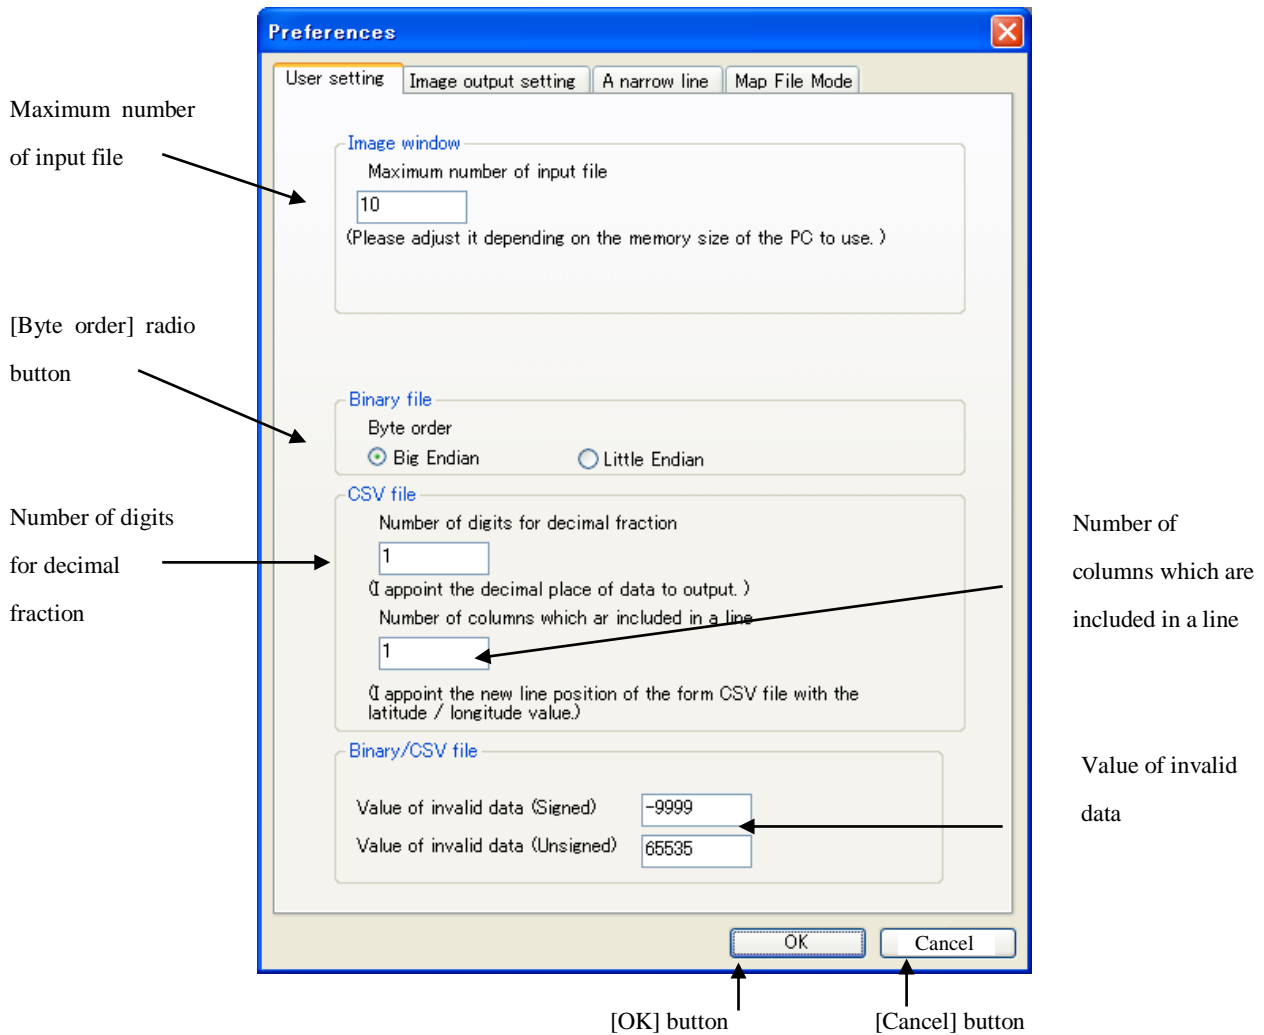 Preferences
User setting
Image output setting
A narrow line
Map File Mode
Maximum number
of input file
Image window
Maximum number of input file
10
(Please adjust it depending on the memory size of the PC to use. )
[Byte order] radio
button
Binary file
Byte order
Big Endian
Little Endian
CSV file
Number of digits
for decimal
fraction
Number of digits for decimal fraction
1
(I appoint the decimal place of data to output. )
Number of columns which ar included in a line
1
(I appoint the new line position of the form CSV file with the
latitude / longitude value.)
Number of
columns which are
included in a line
Binary/CSV file
Value of invalid data (Signed)
-9999
Value of invalid data (Unsigned)
65535
Value of invalid
data
OK
Cancel
[OK] button
[Cancel] button